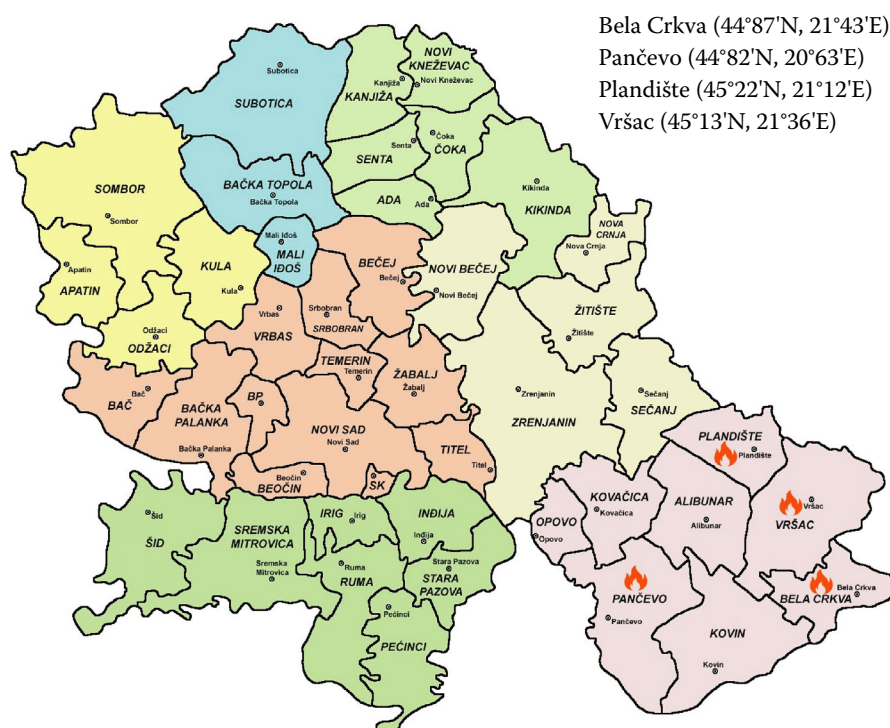 Bela Crkva (44°87'N, 21°43'E)
Pančevo (44°82'N, 20°63'E)
Plandište (45°22'N, 21°12'E)
Vršac (45°13'N, 21°36'E)
Subotica
SUBOTICA
Kanjiža
KANJIŽA
NOVI
KNEŽEVAC
Novi Kneževac
Čoka
ČOKA
Senta
SENTA
SOMBOR
Sombor
BAČKA TOPOLA
Bačka Topola
ADA
Ada
Kikinda
KIKINDA
NOVA
CRNJA
Nova Crnja
Mali Iđoš
MALI
IĐOŠ
Apatin
APATIN
KULA
Kula
BEČEJ
Bečej
NOVI BEČEJ
Novi Bečej
Odžaci
ODŽACI
Vrbas
VRBAS
Srbobran
SRBOBRAN
ŽITIŠTE
Žitište
TEMERIN
Temerin
ŽABALJ
Žabalj
Bač
BAČ
BAČKA
PALANKA
Bačka Palanka
BP
NOVI SAD
Novi Sad
Zrenjanin
ZRENJANIN
Sečanj
SEČANJ
TITEL
Titel
Beočin
BEOČIN
SK
PLANDIŠTE
Plandište
KOVAČICA
Kovačica
ALIBUNAR
Alibunar
Vršac
VRŠAC
OPOVO
Opovo
Šid
ŠID
SREMSKA
MITROVICA
Sremska
Mitrovica
IRIG
Irig
INĐIJA
Inđija
Ruma
RUMA
Stara Pazova
STARA
PAZOVA
Pećinci
PEĆINCI
PANČEVO
Pančevo
Bela Crkva
BELA CRKVA
KOVIN
Kovin